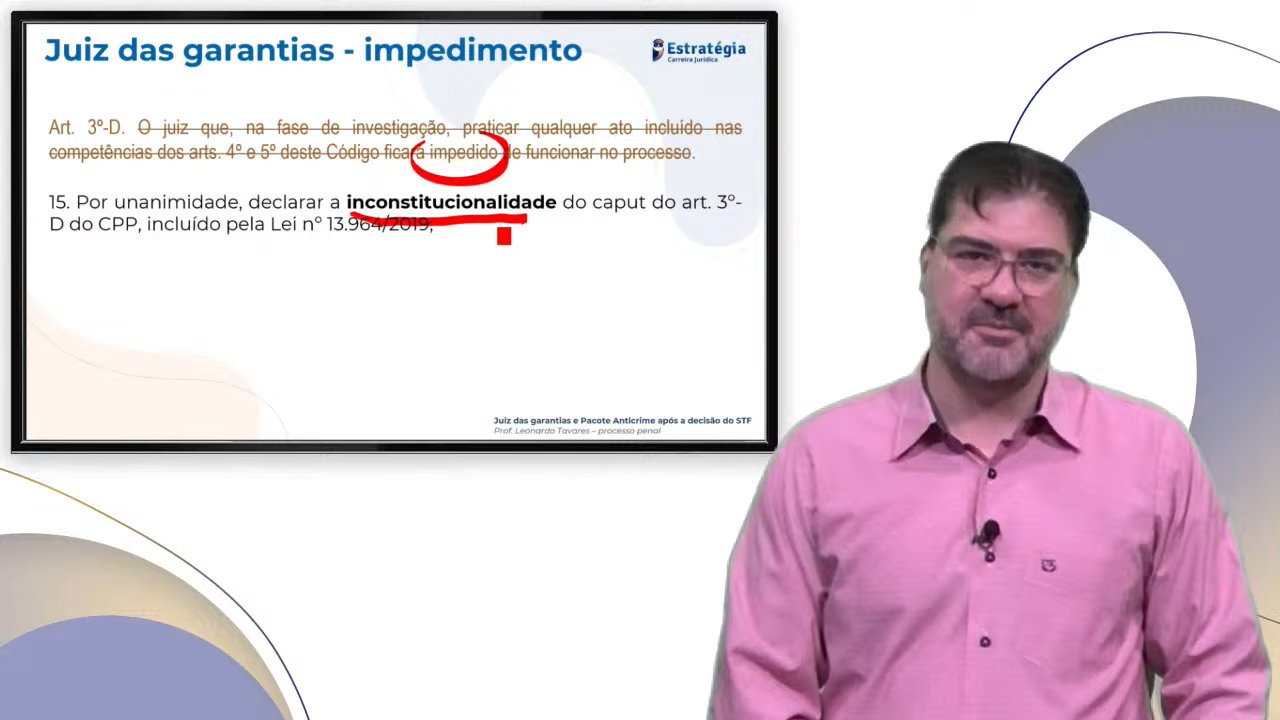 Juiz das garantias - impedimento
Estratégia
Carreira Jurídica
Art. 3º-D. O juiz que, na fase de investigação, praticar qualquer ato incluído nas
competências dos arts. 4º e 5º deste Código ficará impedido de funcionar no processo.
15. Por unanimidade, declarar a inconstitucionalidade do caput do art. 3º-
D do CPP, incluído pela Lei nº 13.964/2019;
Juiz das garantias e Pacote Anticrime após a decisão do STF
Prof. Leonardo Tavares – processo penal